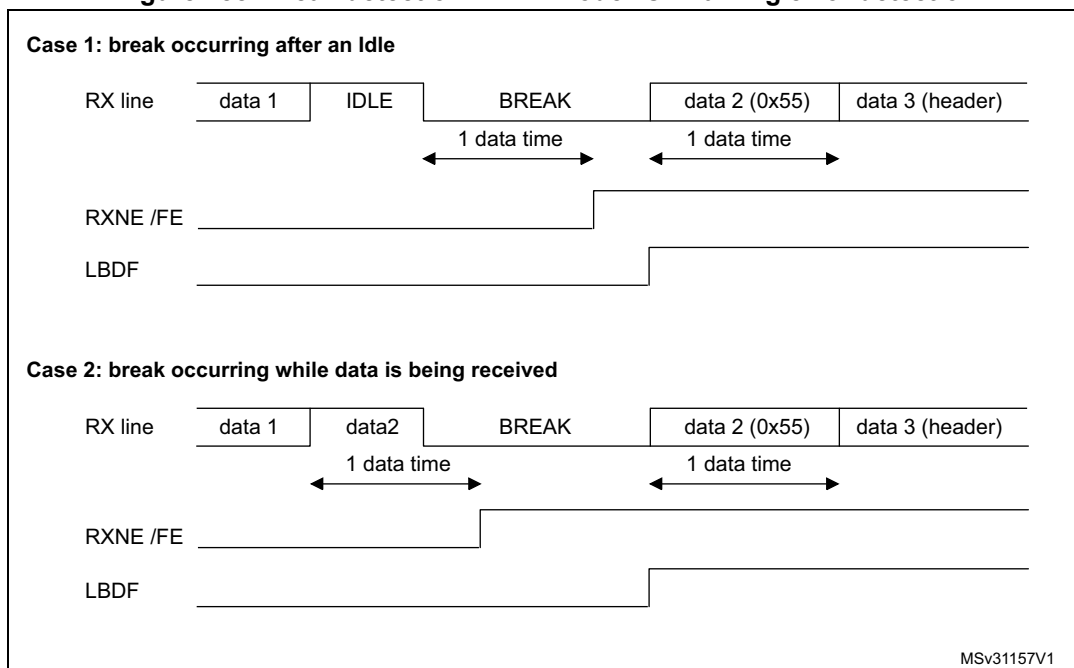 Case 1: break occurring after an Idle
RX line data 1 IDLE BREAK data 2 (0x55) data 3 (header)
1 data time 1 data time
RXNE /FE
LBDF
Case 2: break occurring while data is being received
RX line data 1 data2 BREAK data 2 (0x55) data 3 (header)
1 data time 1 data time
RXNE /FE
LBDF
MSv31157V1